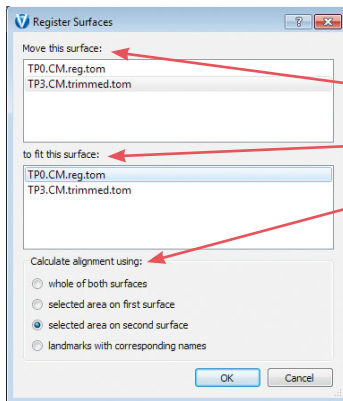 Register Surfaces
Move this surface:
TP0.CM.reg.tom
TP3.CM.trimmed.tom
to fit this surface:
TP0.CM.reg.tom
TP3.CM.trimmed.tom
Calculate alignment using:
whole of both surfaces
selected area on first surface
selected area on second surface
landmarks with corresponding names
OK Cancel